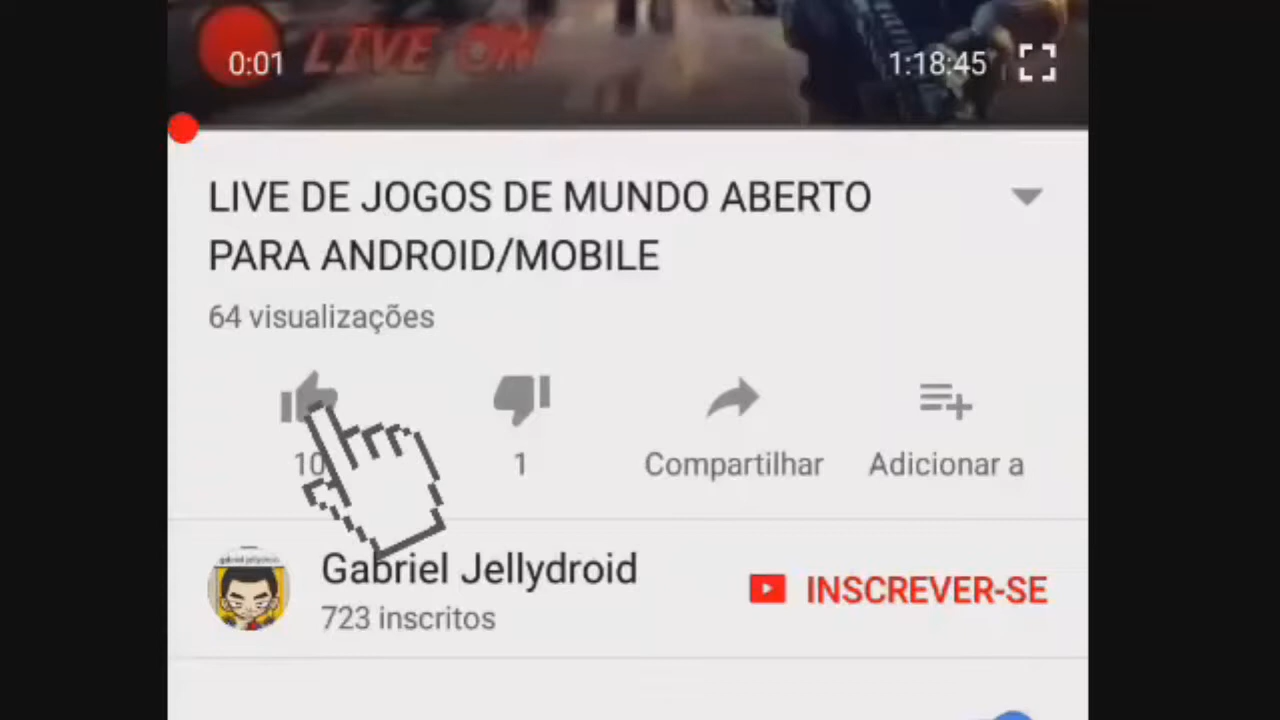 LIVE ON
0:01
1:18:45
LIVE DE JOGOS DE MUNDO ABERTO
PARA ANDROID/MOBILE
64 visualizações
10
1
Compartilhar
Adicionar a
Gabriel Jellydroid
723 inscritos
INSCREVER-SE